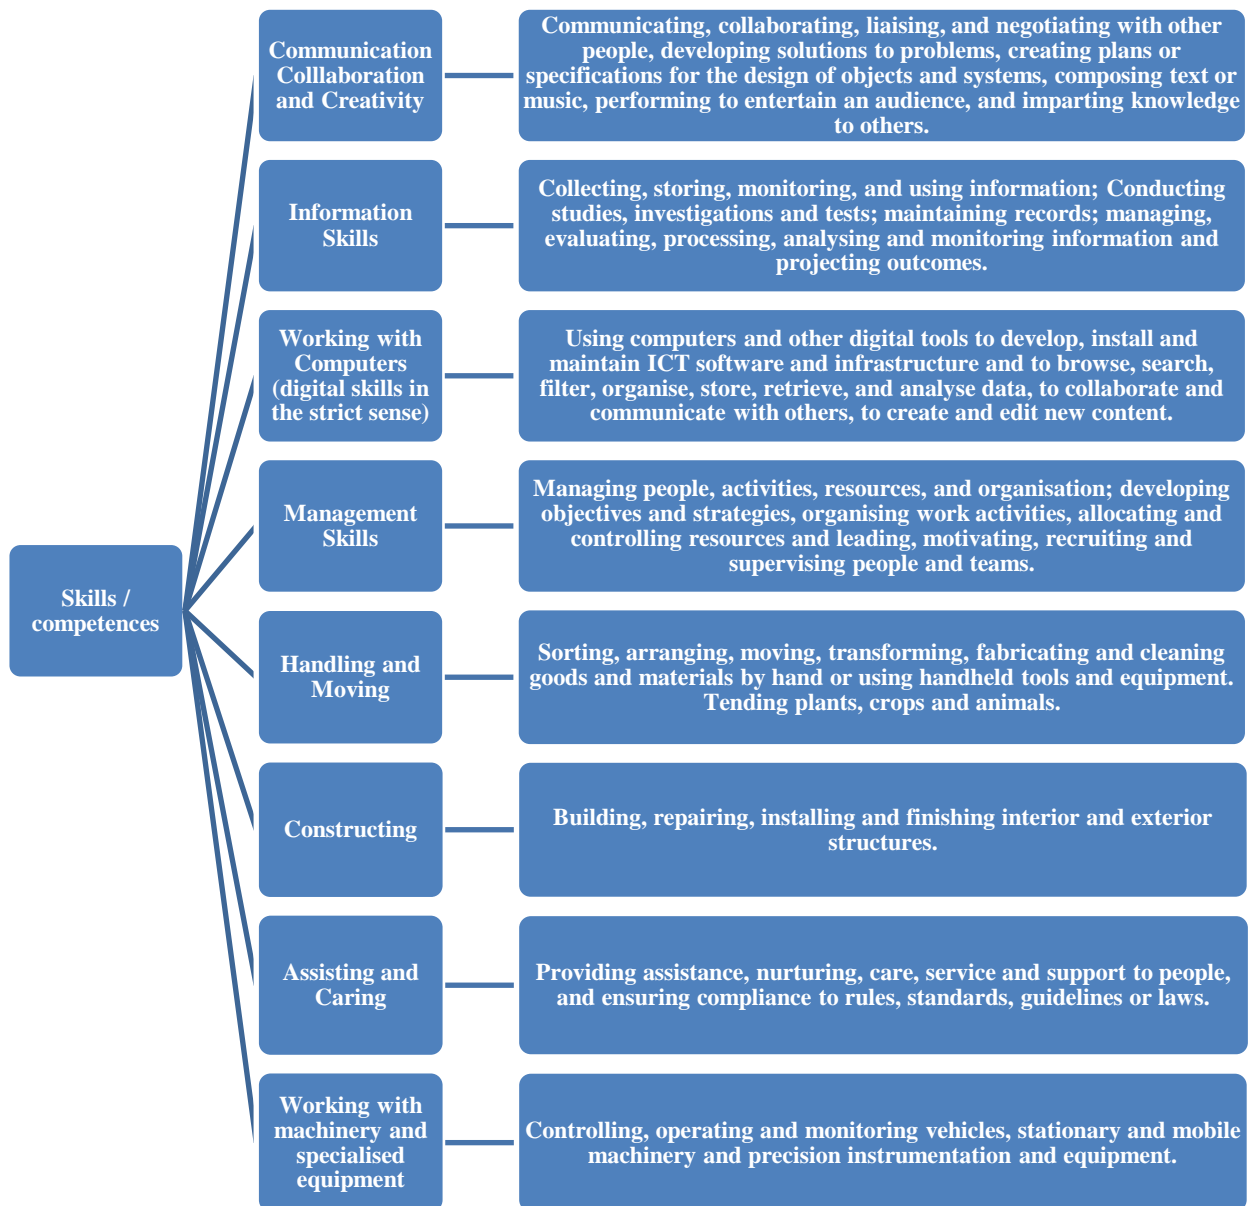 Skills /
competences
Communication
Colllaboration
and Creativity
Communicating, collaborating, liaising, and negotiating with other
people, developing solutions to problems, creating plans or
specifications for the design of objects and systems, composing text or
music, performing to entertain an audience, and imparting knowledge
to others.
Information
Skills
Collecting, storing, monitoring, and using information; Conducting
studies, investigations and tests; maintaining records; managing,
evaluating, processing, analysing and monitoring information and
projecting outcomes.
Working with
Computers
(digital skills in
the strict sense)
Using computers and other digital tools to develop, install and
maintain ICT software and infrastructure and to browse, search,
filter, organise, store, retrieve, and analyse data, to collaborate and
communicate with others, to create and edit new content.
Management
Skills
Managing people, activities, resources, and organisation; developing
objectives and strategies, organising work activities, allocating and
controlling resources and leading, motivating, recruiting and
supervising people and teams.
Handling and
Moving
Sorting, arranging, moving, transforming, fabricating and cleaning
goods and materials by hand or using handheld tools and equipment.
Tending plants, crops and animals.
Constructing
Building, repairing, installing and finishing interior and exterior
structures.
Assisting and
Caring
Providing assistance, nurturing, care, service and support to people,
and ensuring compliance to rules, standards, guidelines or laws.
Working with
machinery and
specialised
equipment
Controlling, operating and monitoring vehicles, stationary and mobile
machinery and precision instrumentation and equipment.